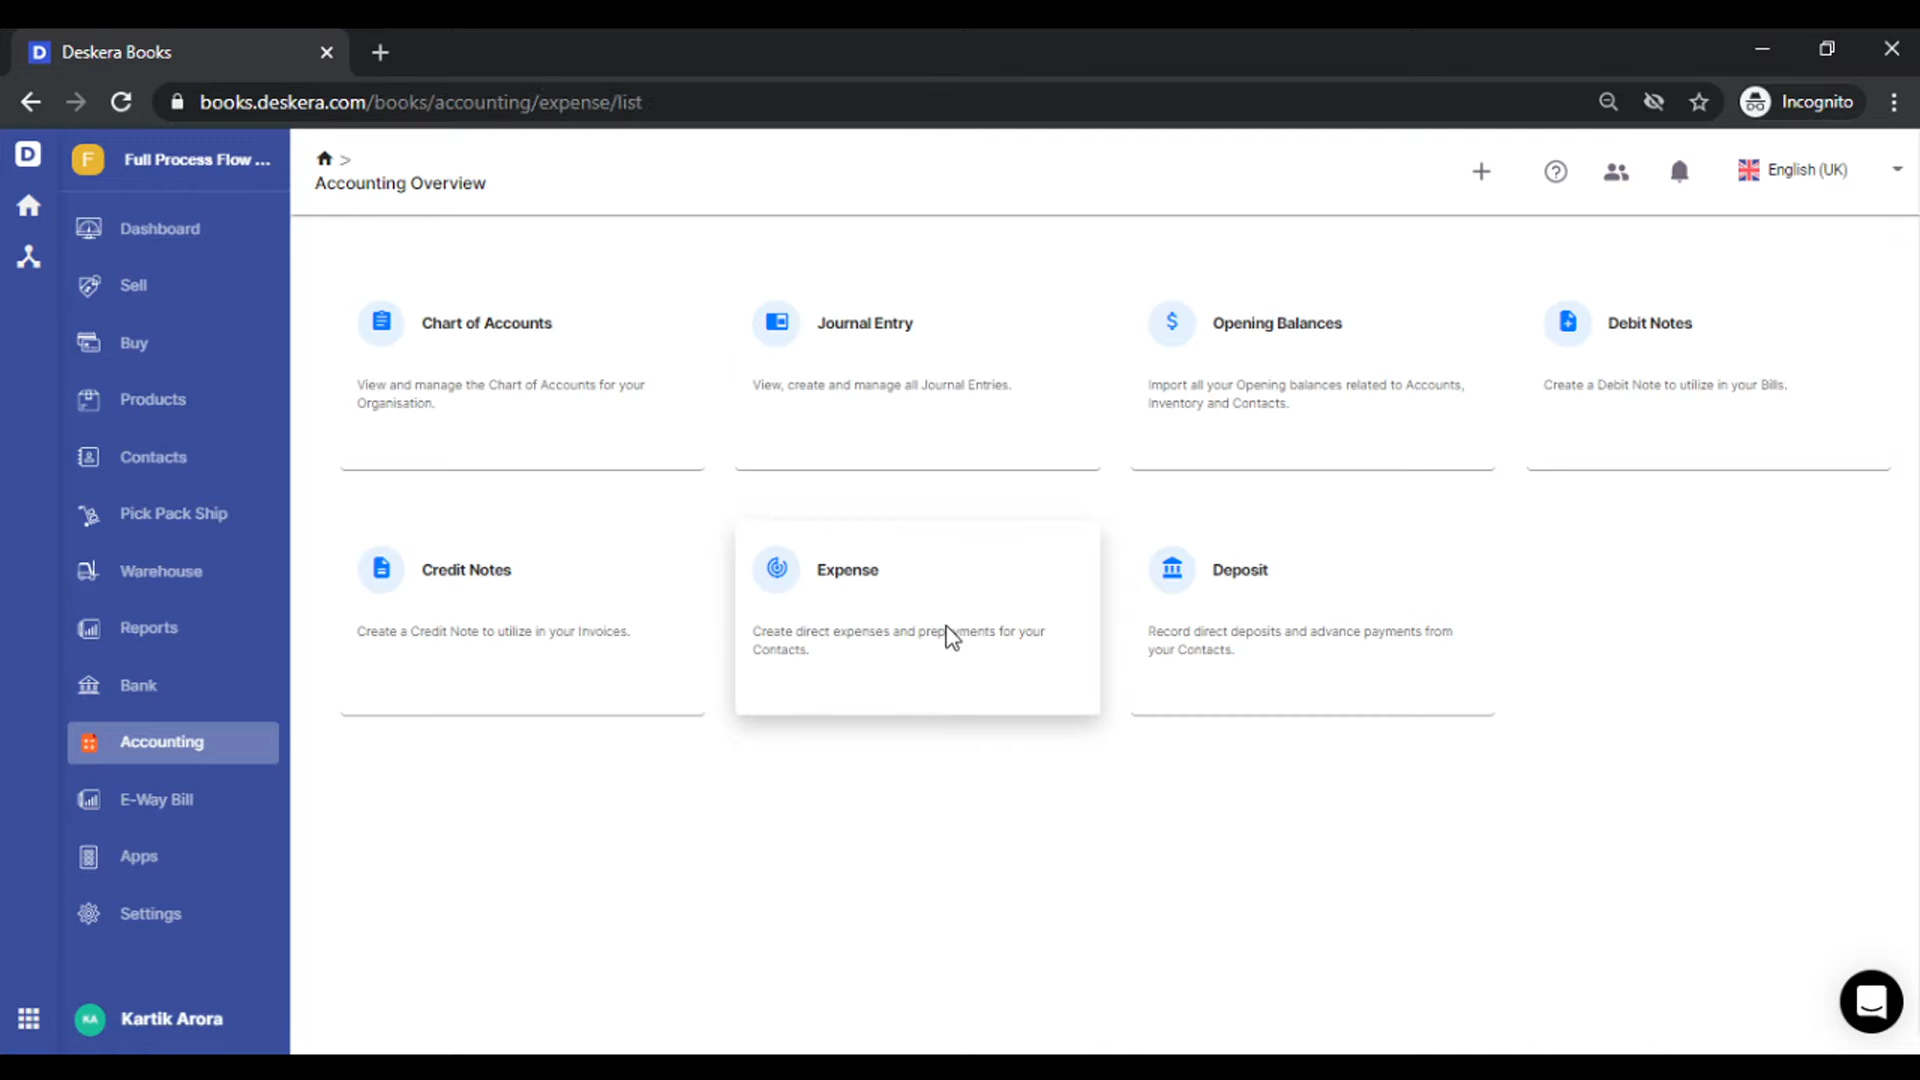 D Deskera Books
books.deskera.com/books/accounting/expense/list
Incognito
D
F Full Process Flow ...
>
Accounting Overview
English (UK)
Dashboard
Sell
Buy
Products
Contacts
Pick Pack Ship
Warehouse
Reports
Bank
Accounting
E-Way Bill
Apps
Settings
KA Kartik Arora
Chart of Accounts
View and manage the Chart of Accounts for your
Organisation.
Journal Entry
View, create and manage all Journal Entries.
$ Opening Balances
Import all your Opening balances related to Accounts,
Inventory and Contacts.
Debit Notes
Create a Debit Note to utilize in your Bills.
Credit Notes
Create a Credit Note to utilize in your Invoices.
Expense
Create direct expenses and prepayments for your
Contacts.
Deposit
Record direct deposits and advance payments from
your Contacts.